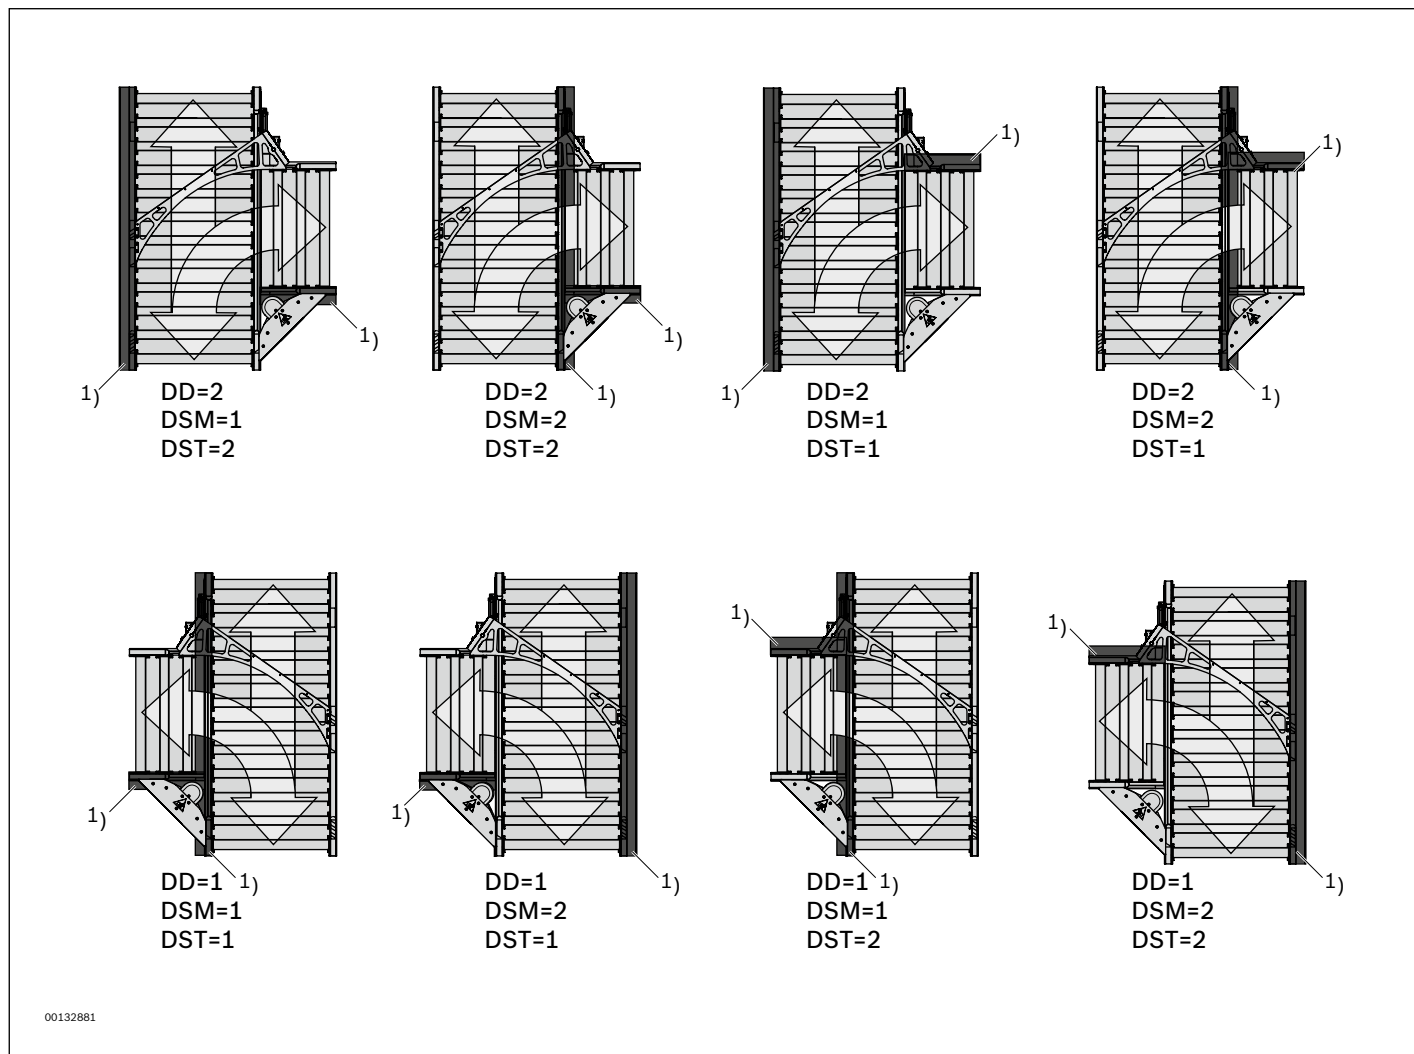 1)
1)
1)
1)
1)
1)
1)
1)
DD=2
DSM=1
DST=2
DD=2
DSM=2
DST=2
DD=2
DSM=1
DST=1
DD=2
DSM=2
DST=1
1)
1)
1)
1)
1)
1)
1)
1)
DD=1
DSM=1
DST=1
DD=1
DSM=2
DST=1
DD=1
DSM=1
DST=2
DD=1
DSM=2
DST=2
00132881